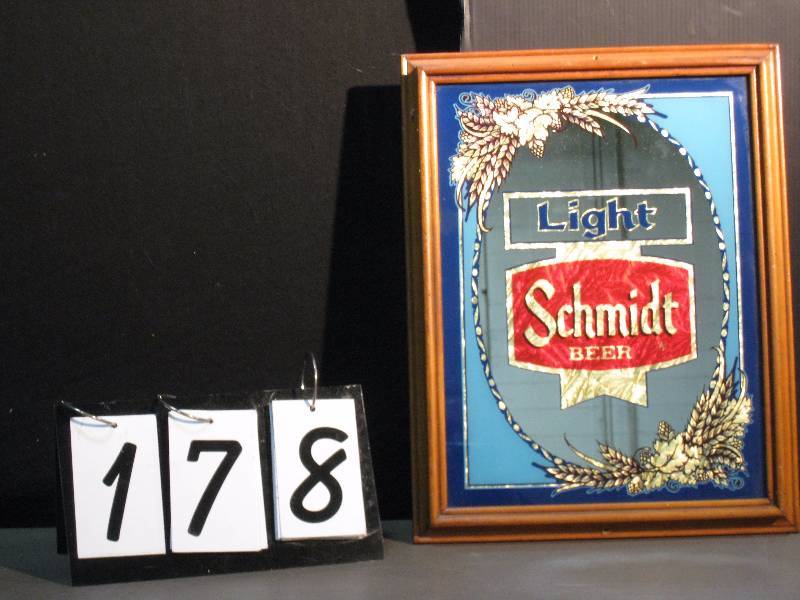 Light
Schmidt
BEER
178